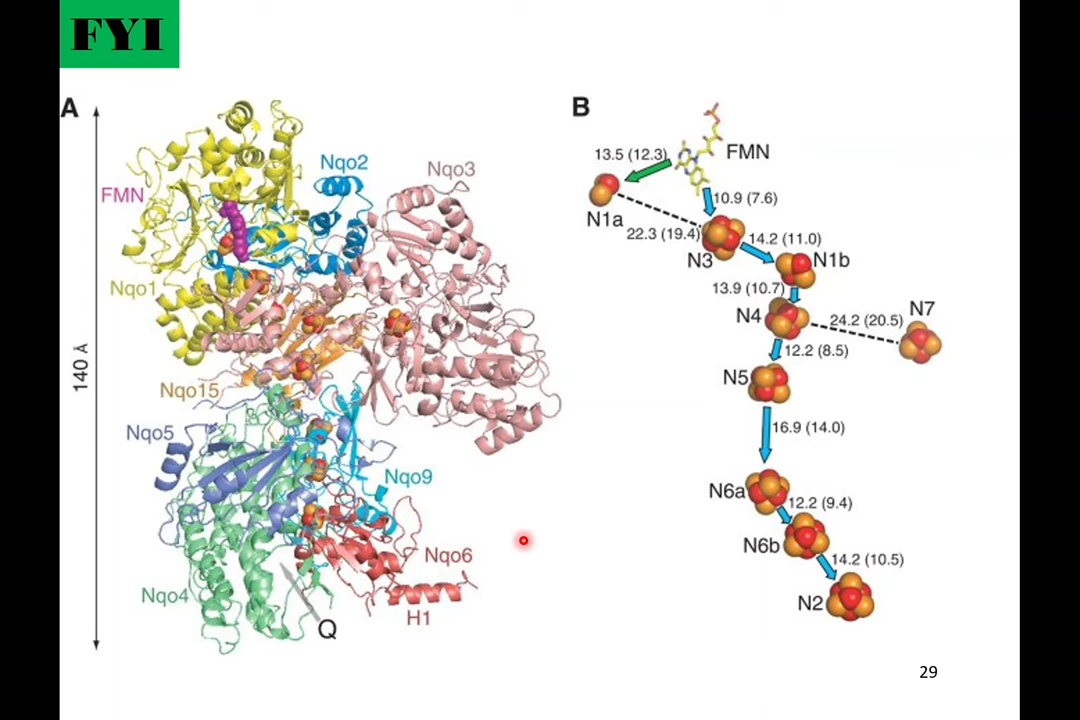 FYI
A
140 Å
FMN
Nqo1
Nqo2
Nqo3
Nqo15
Nqo5
Nqo9
Nqo6
Nqo4
Q
H1
B
FMN
13.5 (12.3)
N1a
10.9 (7.6)
22.3 (19.4)
N3
14.2 (11.0)
N1b
13.9 (10.7)
N4
24.2 (20.5)
N7
12.2 (8.5)
N5
16.9 (14.0)
N6a
12.2 (9.4)
N6b
14.2 (10.5)
N2
29